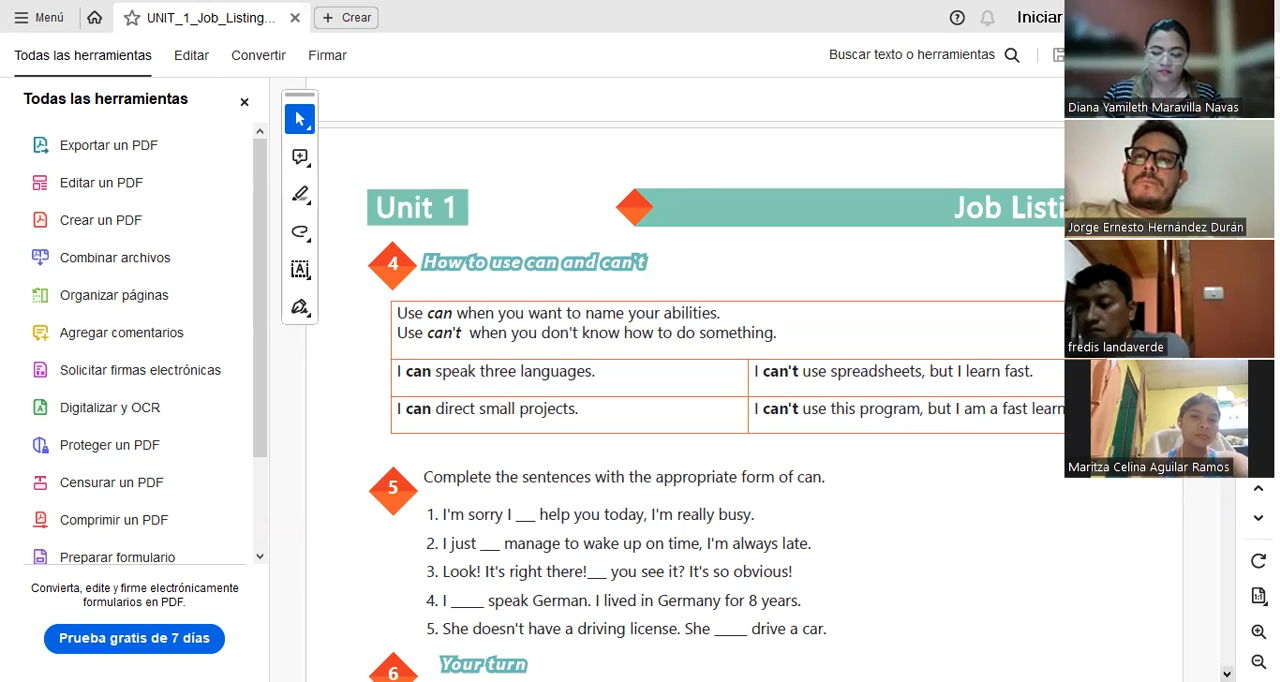 Menú
UNIT_1_Job_Listing...
Crear
Iniciar
Todas las herramientas
Editar
Convertir
Firmar
Buscar texto o herramientas
Todas las herramientas
Exportar un PDF
Editar un PDF
Crear un PDF
Combinar archivos
Organizar páginas
Agregar comentarios
Solicitar firmas electrónicas
Digitalizar y OCR
Proteger un PDF
Censurar un PDF
Comprimir un PDF
Preparar formulario
Convierta, edite y firme electrónicamente
formularios en PDF.
Prueba gratis de 7 días
Unit 1
Job Listi
4
How to use can and can't
Use can when you want to name your abilities.
Use can't when you don't know how to do something.
I can speak three languages.
I can't use spreadsheets, but I learn fast.
I can direct small projects.
I can't use this program, but I am a fast learn
5
Complete the sentences with the appropriate form of can.
1. I'm sorry I __ help you today, I'm really busy.
2. I just __ manage to wake up on time, I'm always late.
3. Look! It's right there!__ you see it? It's so obvious!
4. I ____ speak German. I lived in Germany for 8 years.
5. She doesn't have a driving license. She ____ drive a car.
6
Your turn
Diana Yamileth Maravilla Navas
Jorge Ernesto Hernández Durán
fredis landaverde
Maritza Celina Aguilar Ramos